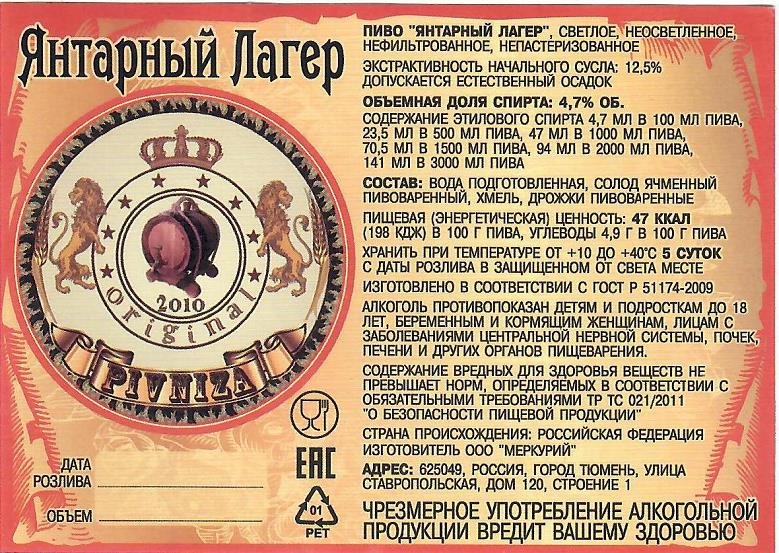 Янтарный Лагер
2010
original
PIVNIZA
ДАТА
РОЗЛИВА
ОБЪЕМ
ЕАС
01
PET
ПИВО "ЯНТАРНЫЙ ЛАГЕР", СВЕТЛОЕ, НЕОСВЕТЛЕННОЕ,
НЕФИЛЬТРОВАННОЕ, НЕПАСТЕРИЗОВАННОЕ
ЭКСТРАКТИВНОСТЬ НАЧАЛЬНОГО СУСЛА: 12,5%
ДОПУСКАЕТСЯ ЕСТЕСТВЕННЫЙ ОСАДОК
ОБЪЕМНАЯ ДОЛЯ СПИРТА: 4,7% ОБ.
СОДЕРЖАНИЕ ЭТИЛОВОГО СПИРТА 4,7 МЛ В 100 МЛ ПИВА,
23,5 МЛ В 500 МЛ ПИВА, 47 МЛ В 1000 МЛ ПИВА,
70,5 МЛ В 1500 МЛ ПИВА, 94 МЛ В 2000 МЛ ПИВА,
141 МЛ В 3000 МЛ ПИВА
СОСТАВ: ВОДА ПОДГОТОВЛЕННАЯ, СОЛОД ЯЧМЕННЫЙ
ПИВОВАРЕННЫЙ, ХМЕЛЬ, ДРОЖЖИ ПИВОВАРЕННЫЕ
ПИЩЕВАЯ (ЭНЕРГЕТИЧЕСКАЯ) ЦЕННОСТЬ: 47 ККАЛ
(198 КДЖ) В 100 Г ПИВА, УГЛЕВОДЫ 4,9 Г В 100 Г ПИВА
ХРАНИТЬ ПРИ ТЕМПЕРАТУРЕ ОТ +10 ДО +40°С 5 СУТОК
С ДАТЫ РОЗЛИВА В ЗАЩИЩЕННОМ ОТ СВЕТА МЕСТЕ
ИЗГОТОВЛЕНО В СООТВЕТСТВИИ С ГОСТ Р 51174-2009
АЛКОГОЛЬ ПРОТИВОПОКАЗАН ДЕТЯМ И ПОДРОСТКАМ ДО 18
ЛЕТ, БЕРЕМЕННЫМ И КОРМЯЩИМ ЖЕНЩИНАМ, ЛИЦАМ С
ЗАБОЛЕВАНИЯМИ ЦЕНТРАЛЬНОЙ НЕРВНОЙ СИСТЕМЫ, ПОЧЕК,
ПЕЧЕНИ И ДРУГИХ ОРГАНОВ ПИЩЕВАРЕНИЯ.
СОДЕРЖАНИЕ ВРЕДНЫХ ДЛЯ ЗДОРОВЬЯ ВЕЩЕСТВ НЕ
ПРЕВЫШАЕТ НОРМ, ОПРЕДЕЛЯЕМЫХ В СООТВЕТСТВИИ С
ОБЯЗАТЕЛЬНЫМИ ТРЕБОВАНИЯМИ ТР ТС 021/2011
"О БЕЗОПАСНОСТИ ПИЩЕВОЙ ПРОДУКЦИИ"
СТРАНА ПРОИСХОЖДЕНИЯ: РОССИЙСКАЯ ФЕДЕРАЦИЯ
ИЗГОТОВИТЕЛЬ ООО "МЕРКУРИЙ"
АДРЕС: 625049, РОССИЯ, ГОРОД ТЮМЕНЬ, УЛИЦА
СТАВРОПОЛЬСКАЯ, ДОМ 120, СТРОЕНИЕ 1
ЧРЕЗМЕРНОЕ УПОТРЕБЛЕНИЕ АЛКОГОЛЬНОЙ
ПРОДУКЦИИ ВРЕДИТ ВАШЕМУ ЗДОРОВЬЮ